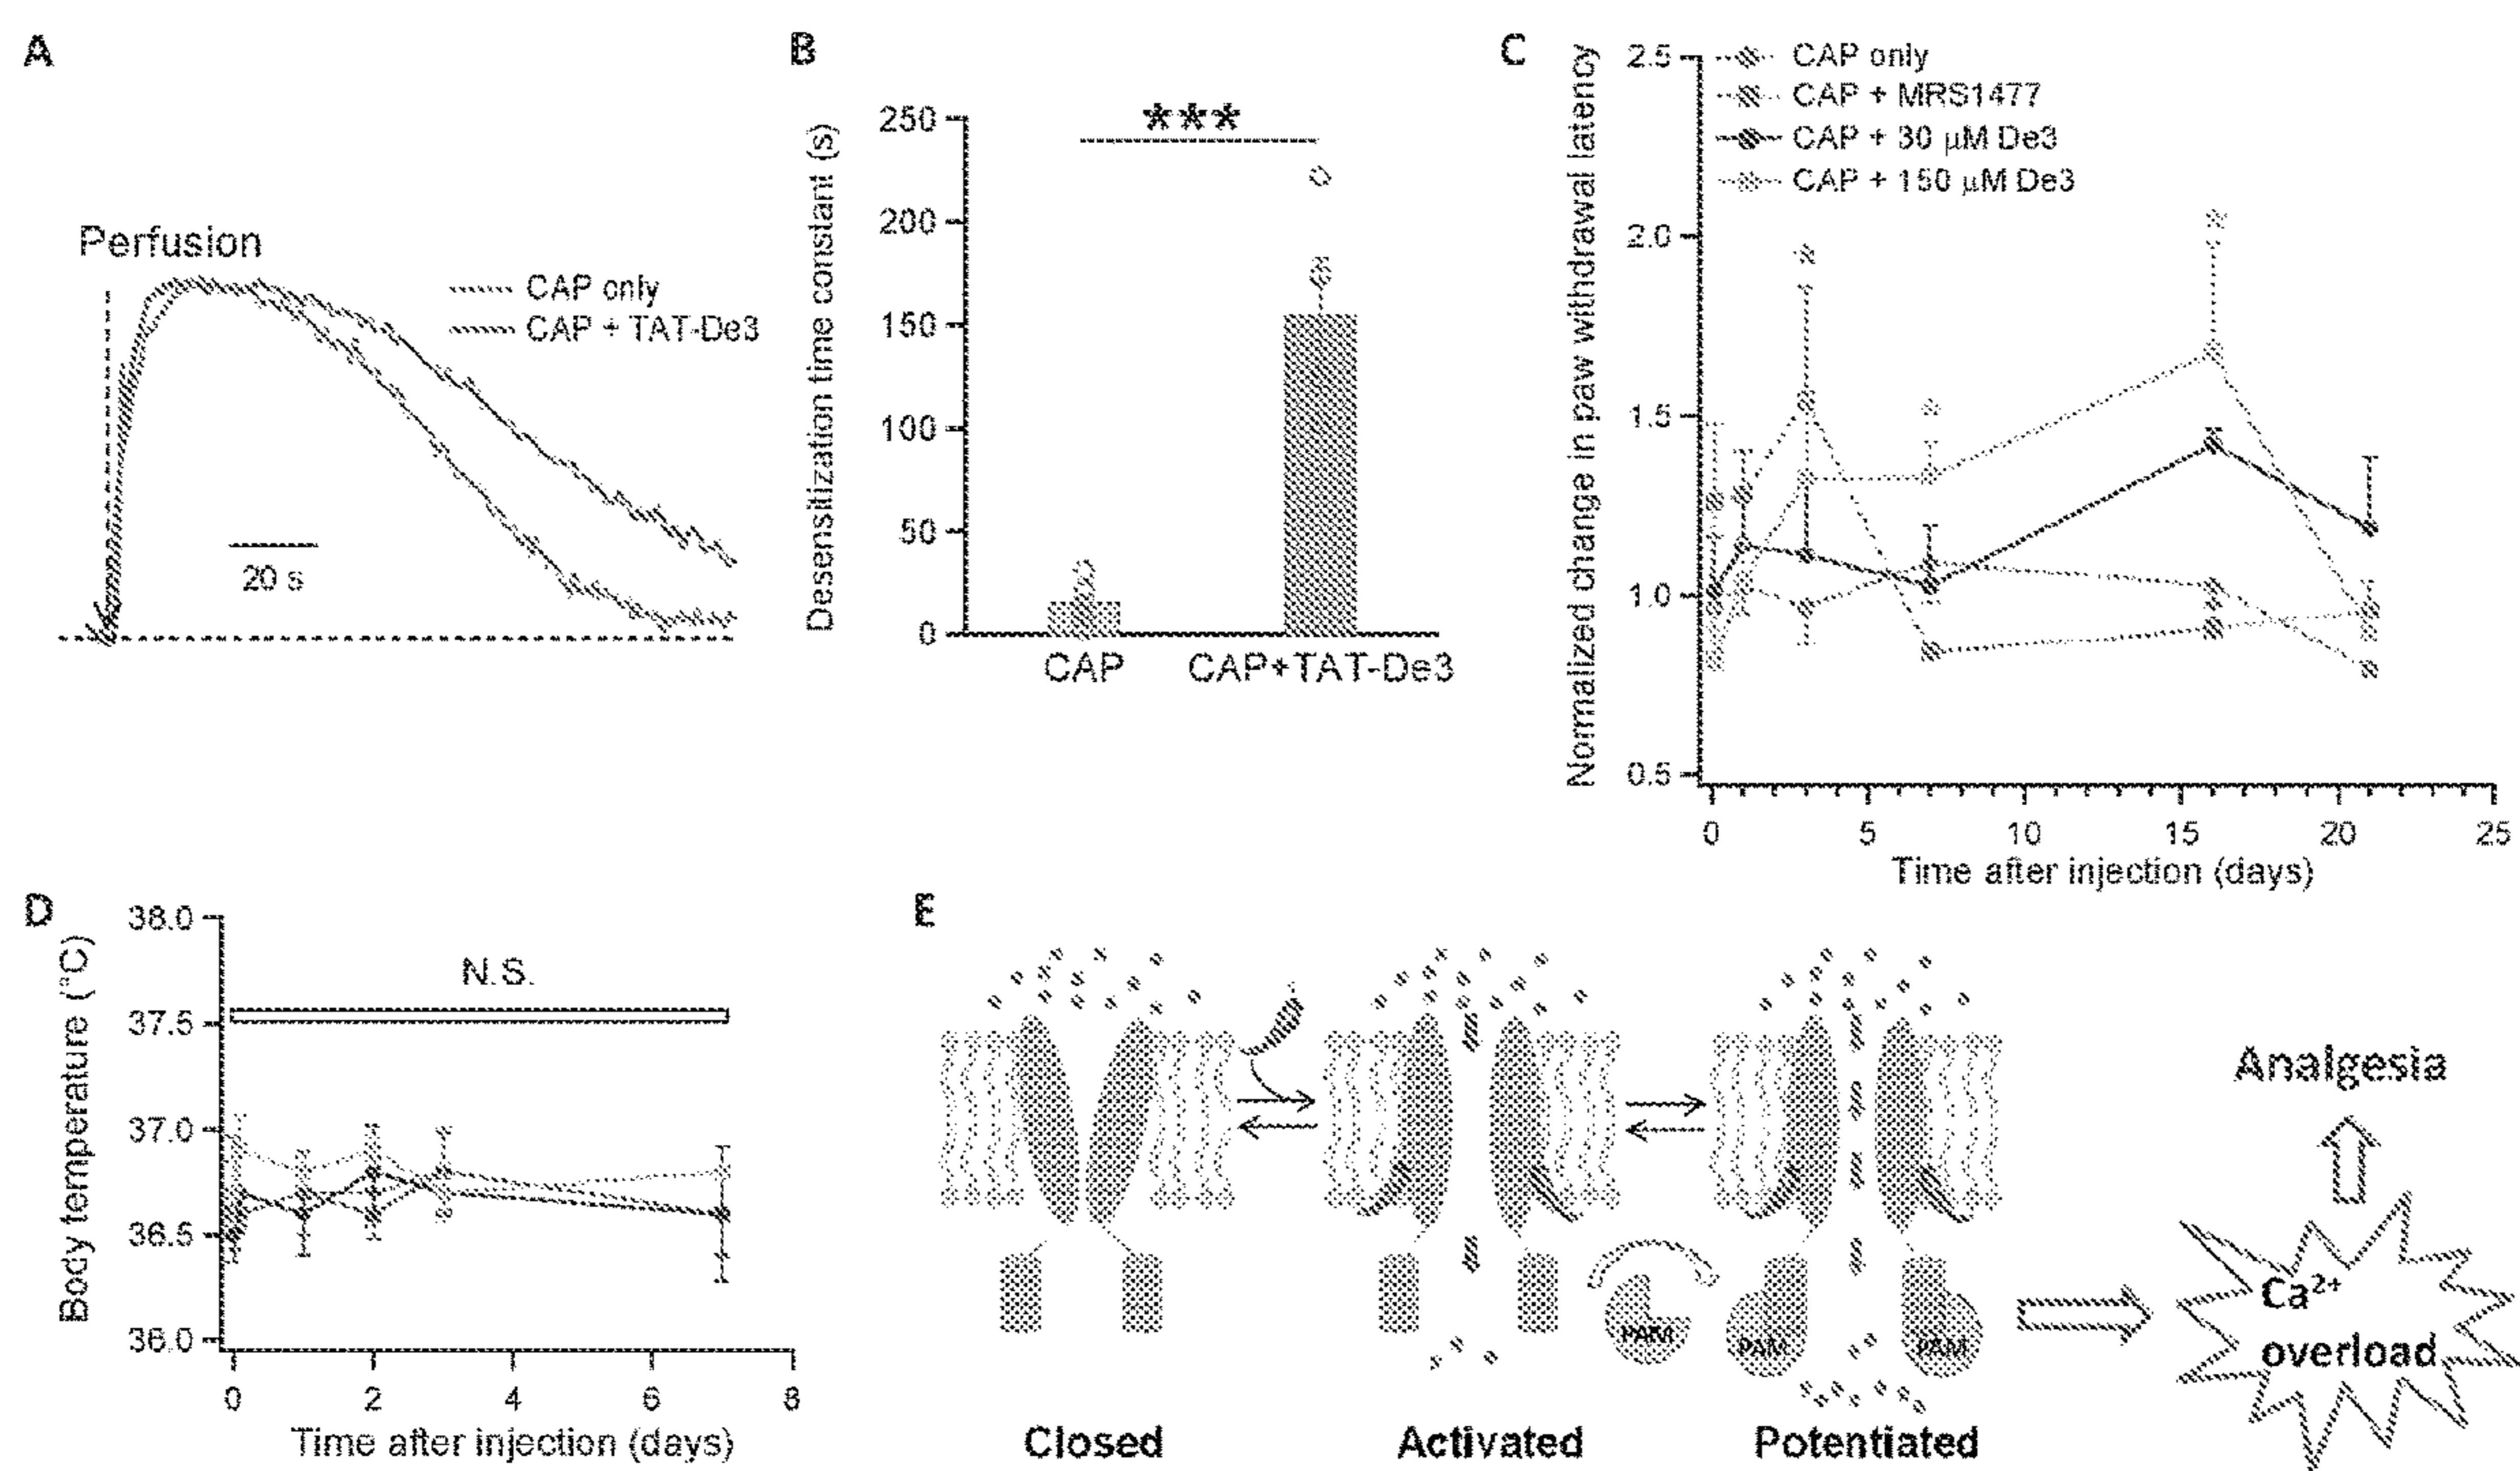 A
Perfusion
CAP only
CAP + TAT-De3
20 s
B
Desensitization time constant (s)
250
200
150
100
50
0
***
CAP
CAP+TAT-De3
C
Normalized change in paw withdrawal latency
2.5
2.0
1.5
1.0
0.5
CAP only
CAP + MRS1477
CAP + 30 µM De3
CAP + 150 µM De3
0 5 10 15 20 25
Time after injection (days)
D
Body temperature (°C)
38.0
37.5
37.0
36.5
36.0
N.S.
0 2 4 6 8
Time after injection (days)
E
PAM
PAM
PAM
Closed
Activated
Potentiated
Analgesia
Ca²⁺
overload